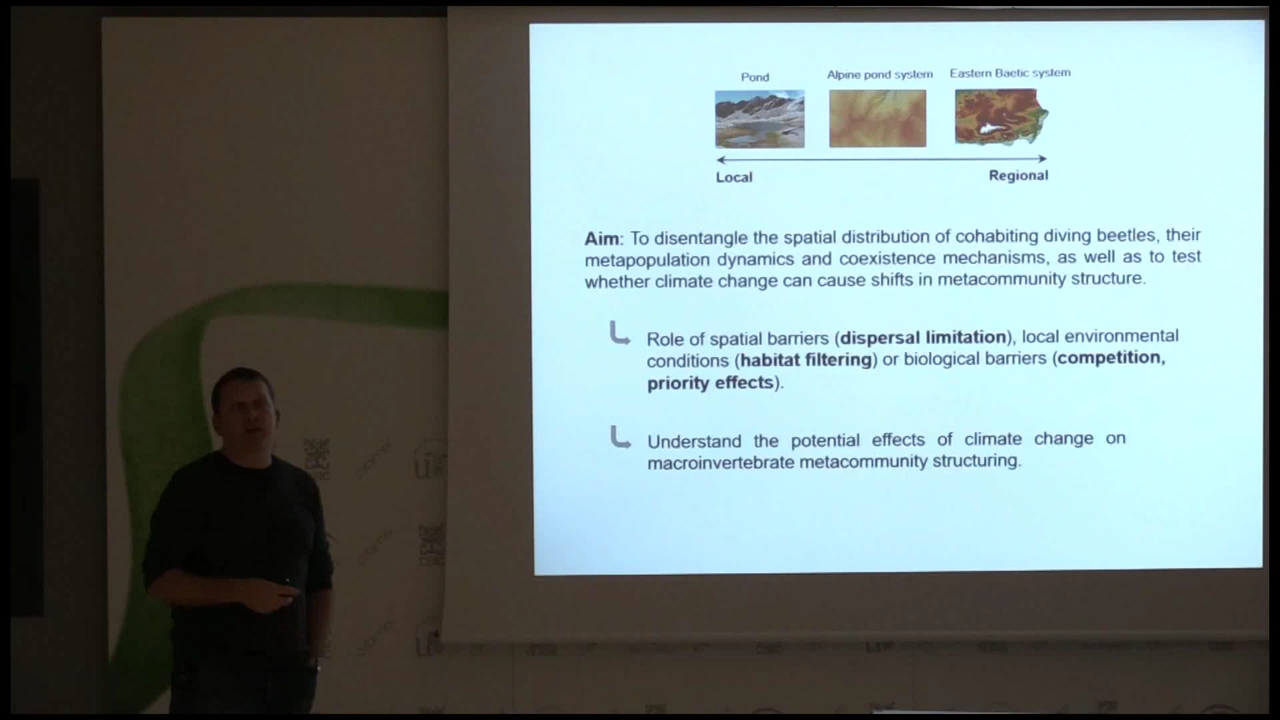 Pond Alpine pond system Eastern Baetic system
Local Regional
Aim: To disentangle the spatial distribution of cohabiting diving beetles, their
metapopulation dynamics and coexistence mechanisms, as well as to test
whether climate change can cause shifts in metacommunity structure.
Role of spatial barriers (dispersal limitation), local environmental
conditions (habitat filtering) or biological barriers (competition,
priority effects).
Understand the potential effects of climate change on
macroinvertebrate metacommunity structuring.